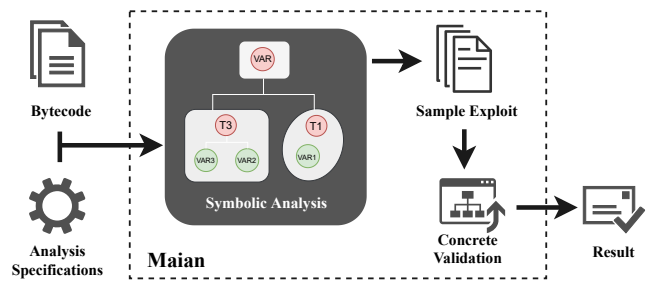 Bytecode
Analysis
Specifications
VAR
T3
T1
VAR3
VAR2
VAR1
Symbolic Analysis
Maian
Sample Exploit
Concrete
Validation
Result